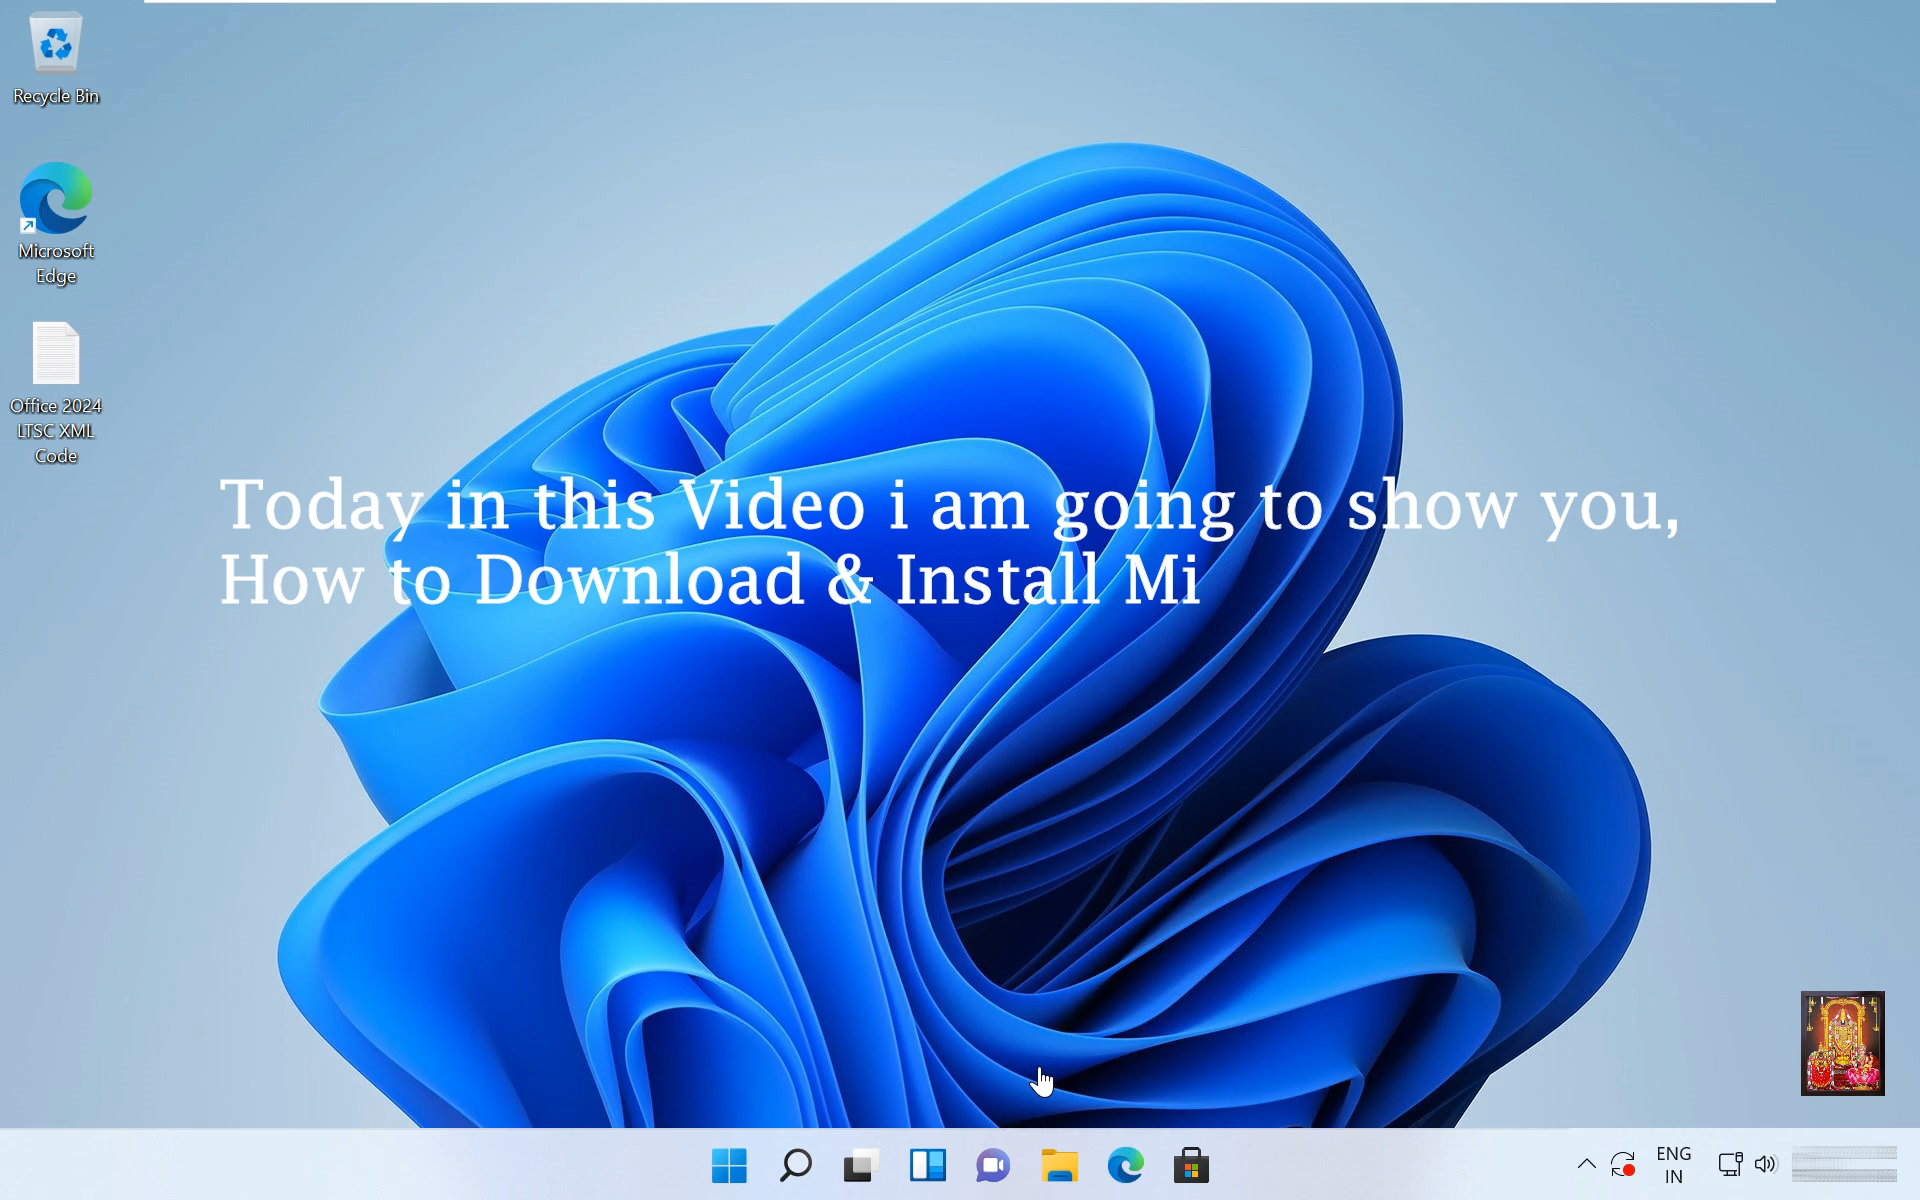 Recycle Bin
Microsoft
Edge
Office 2024
LTSC XML
Code
Today in this Video i am going to show you,
How to Download & Install Mi
ENG
IN